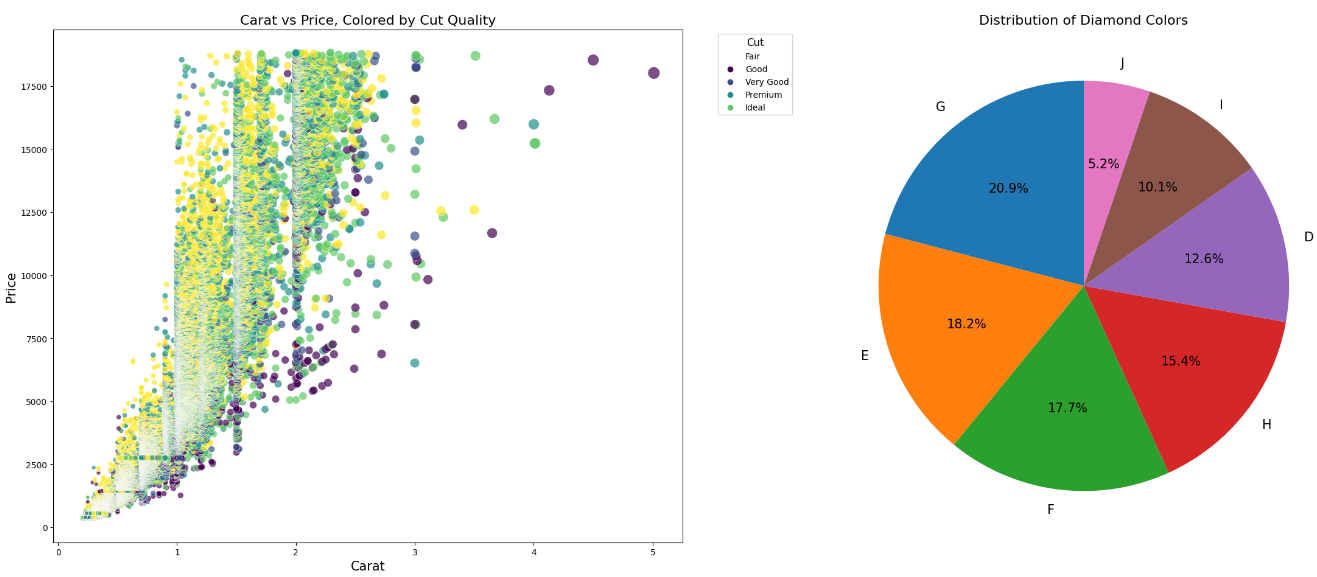 Carat vs Price, Colored by Cut Quality
Price
17500
15000
12500
10000
7500
5000
2500
0
0 1 2 3 4 5
Carat
Cut
Fair
Good
Very Good
Premium
Ideal
Distribution of Diamond Colors
J
I
G
5.2%
10.1%
20.9%
D
12.6%
18.2%
E
15.4%
17.7%
H
F